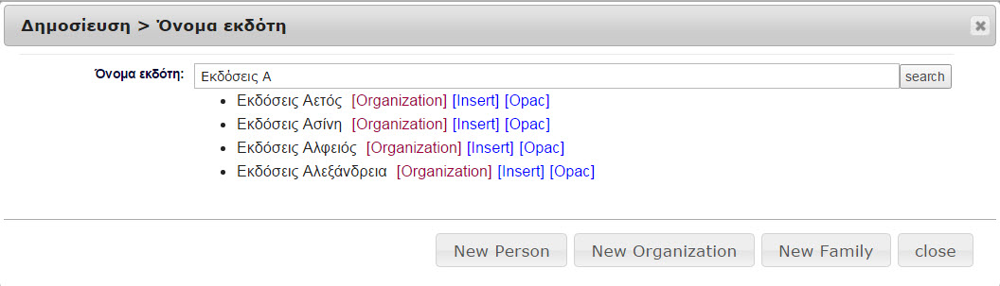 Δημοσίευση > Όνομα εκδότη
Όνομα εκδότη: Εκδόσεις Α search
Εκδόσεις Αετός [Organization] [Insert] [Opac]
Εκδόσεις Ασίνη [Organization] [Insert] [Opac]
Εκδόσεις Αλφειός [Organization] [Insert] [Opac]
Εκδόσεις Αλεξάνδρεια [Organization] [Insert] [Opac]
New Person New Organization New Family close